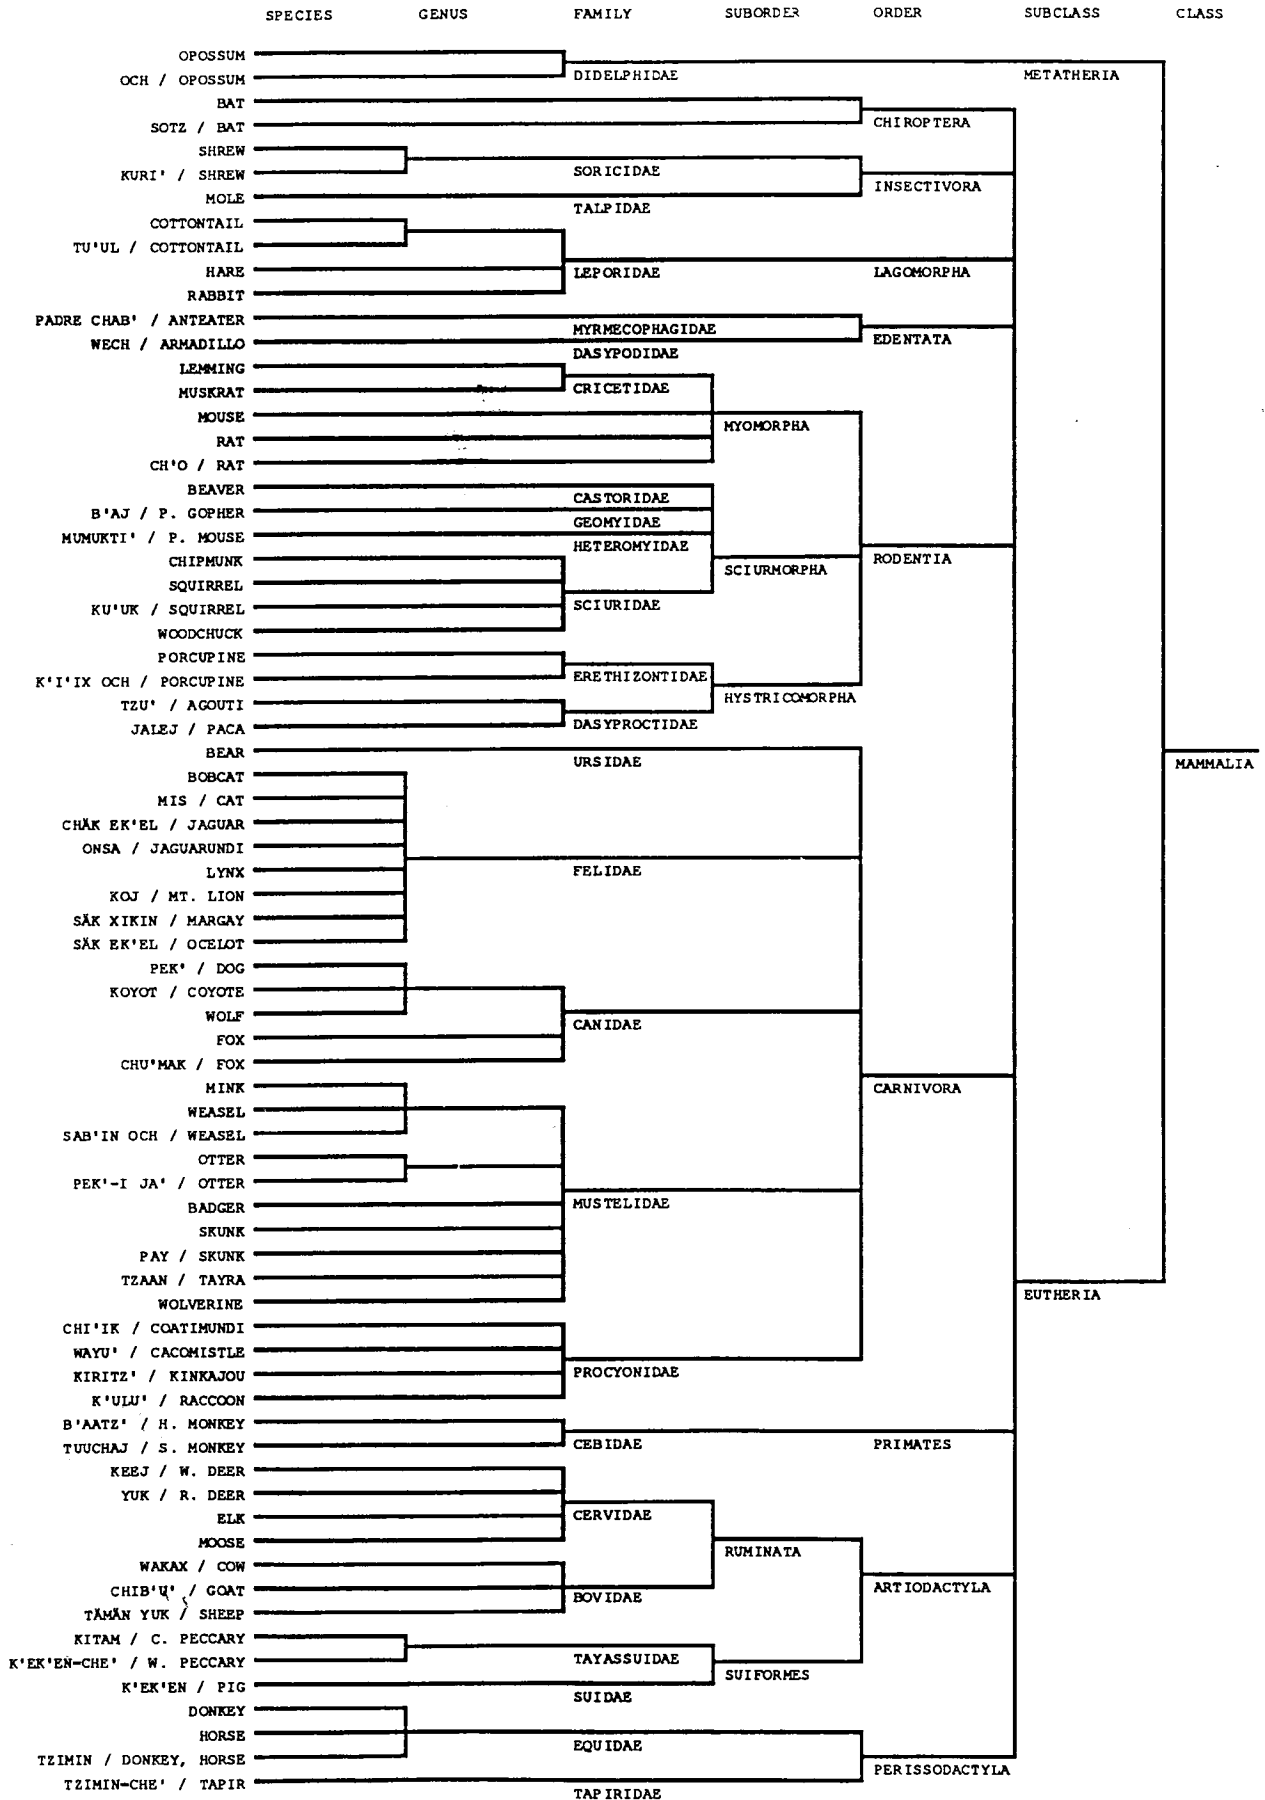 SPECIES GENUS FAMILY SUBORDER ORDER SUBCLASS CLASS
OPOSSUM
OCH / OPOSSUM DIDELPHIDAE METATHERIA
BAT
SOTZ / BAT CHIROPTERA
SHREW
KURI' / SHREW SORICIDAE INSECTIVORA
MOLE TALPIDAE
COTTONTAIL
TU'UL / COTTONTAIL
HARE LEPORIDAE LAGOMORPHA
RABBIT
PADRE CHAB' / ANTEATER MYRMECOPHAGIDAE
WECH / ARMADILLO DASYPODIDAE EDENTATA
LEMMING
MUSKRAT CRICETIDAE
MOUSE MYOMORPHA
RAT
CH'O / RAT
BEAVER CASTORIDAE
B'AJ / P. GOPHER GEOMYIDAE
MUMUKTI' / P. MOUSE HETEROMYIDAE
CHIPMUNK SCIURMORPHA RODENTIA
SQUIRREL
KU'UK / SQUIRREL SCIURIDAE
WOODCHUCK
PORCUPINE
K'I'IX OCH / PORCUPINE ERETHIZONTIDAE
TZU' / AGOUTI HYSTRICOMORPHA
JALEJ / PACA DASYPROCTIDAE
BEAR URSIDAE MAMMALIA
BOBCAT
MIS / CAT
CHÄK EK'EL / JAGUAR
ONSA / JAGUARUNDI
LYNX FELIDAE
KOJ / MT. LION
SÄK XIKIN / MARGAY
SÄK EK'EL / OCELOT
PEK' / DOG
KOYOT / COYOTE
WOLF CANIDAE
FOX
CHU'MAK / FOX
MINK CARNIVORA
WEASEL
SAB'IN OCH / WEASEL
OTTER
PEK'-I JA' / OTTER
BADGER MUSTELIDAE
SKUNK
PAY / SKUNK
TZAAN / TAYRA
WOLVERINE EUTHERIA
CHI'IK / COATIMUNDI
WAYU' / CACOMISTLE
KIRITZ' / KINKAJOU PROCYONIDAE
K'ULU' / RACCOON
B'AATZ' / H. MONKEY
TUUCHAJ / S. MONKEY CEBIDAE PRIMATES
KEEJ / W. DEER
YUK / R. DEER
ELK CERVIDAE
MOOSE
WAKAX / COW RUMINATA
CHIB'U' / GOAT BOVIDAE ARTIODACTYLA
TÄMÄN YUK / SHEEP
KITAM / C. PECCARY
K'EK'EN-CHE' / W. PECCARY TAYASSUIDAE SUIFORMES
K'EK'EN / PIG SUIDAE
DONKEY
HORSE EQUIDAE
TZIMIN / DONKEY, HORSE PERISSODACTYLA
TZIMIN-CHE' / TAPIR TAPIRIDAE